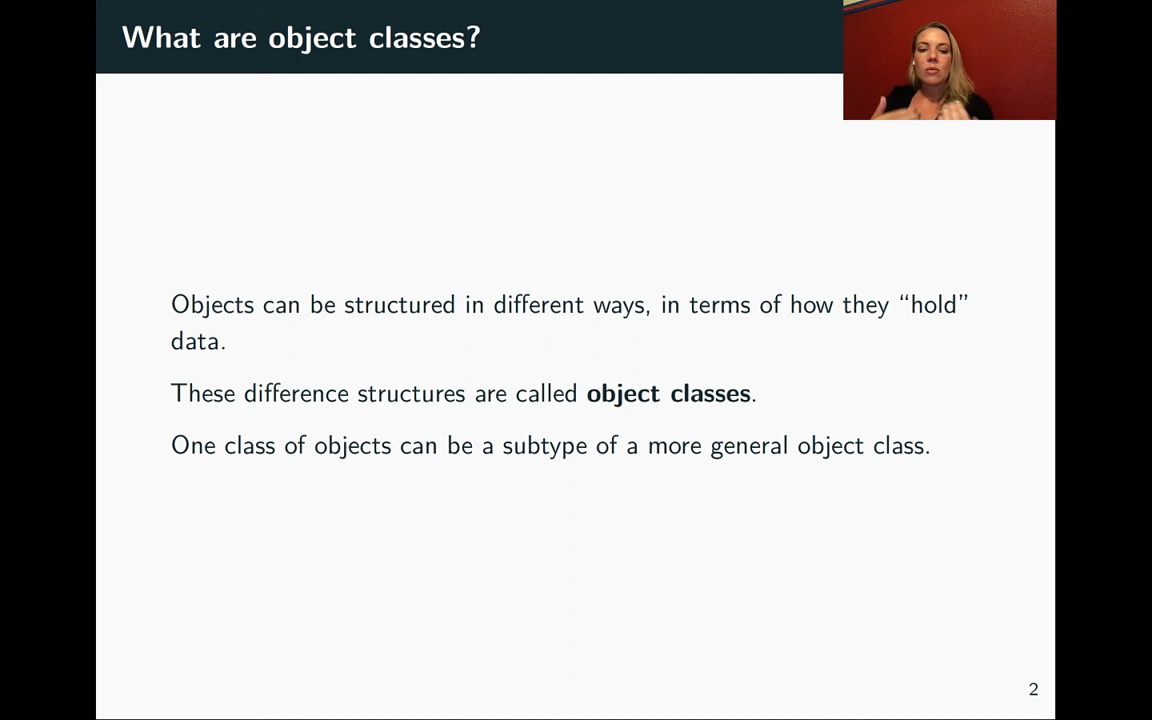 What are object classes?
Objects can be structured in different ways, in terms of how they “hold”
data.
These difference structures are called object classes.
One class of objects can be a subtype of a more general object class.
2